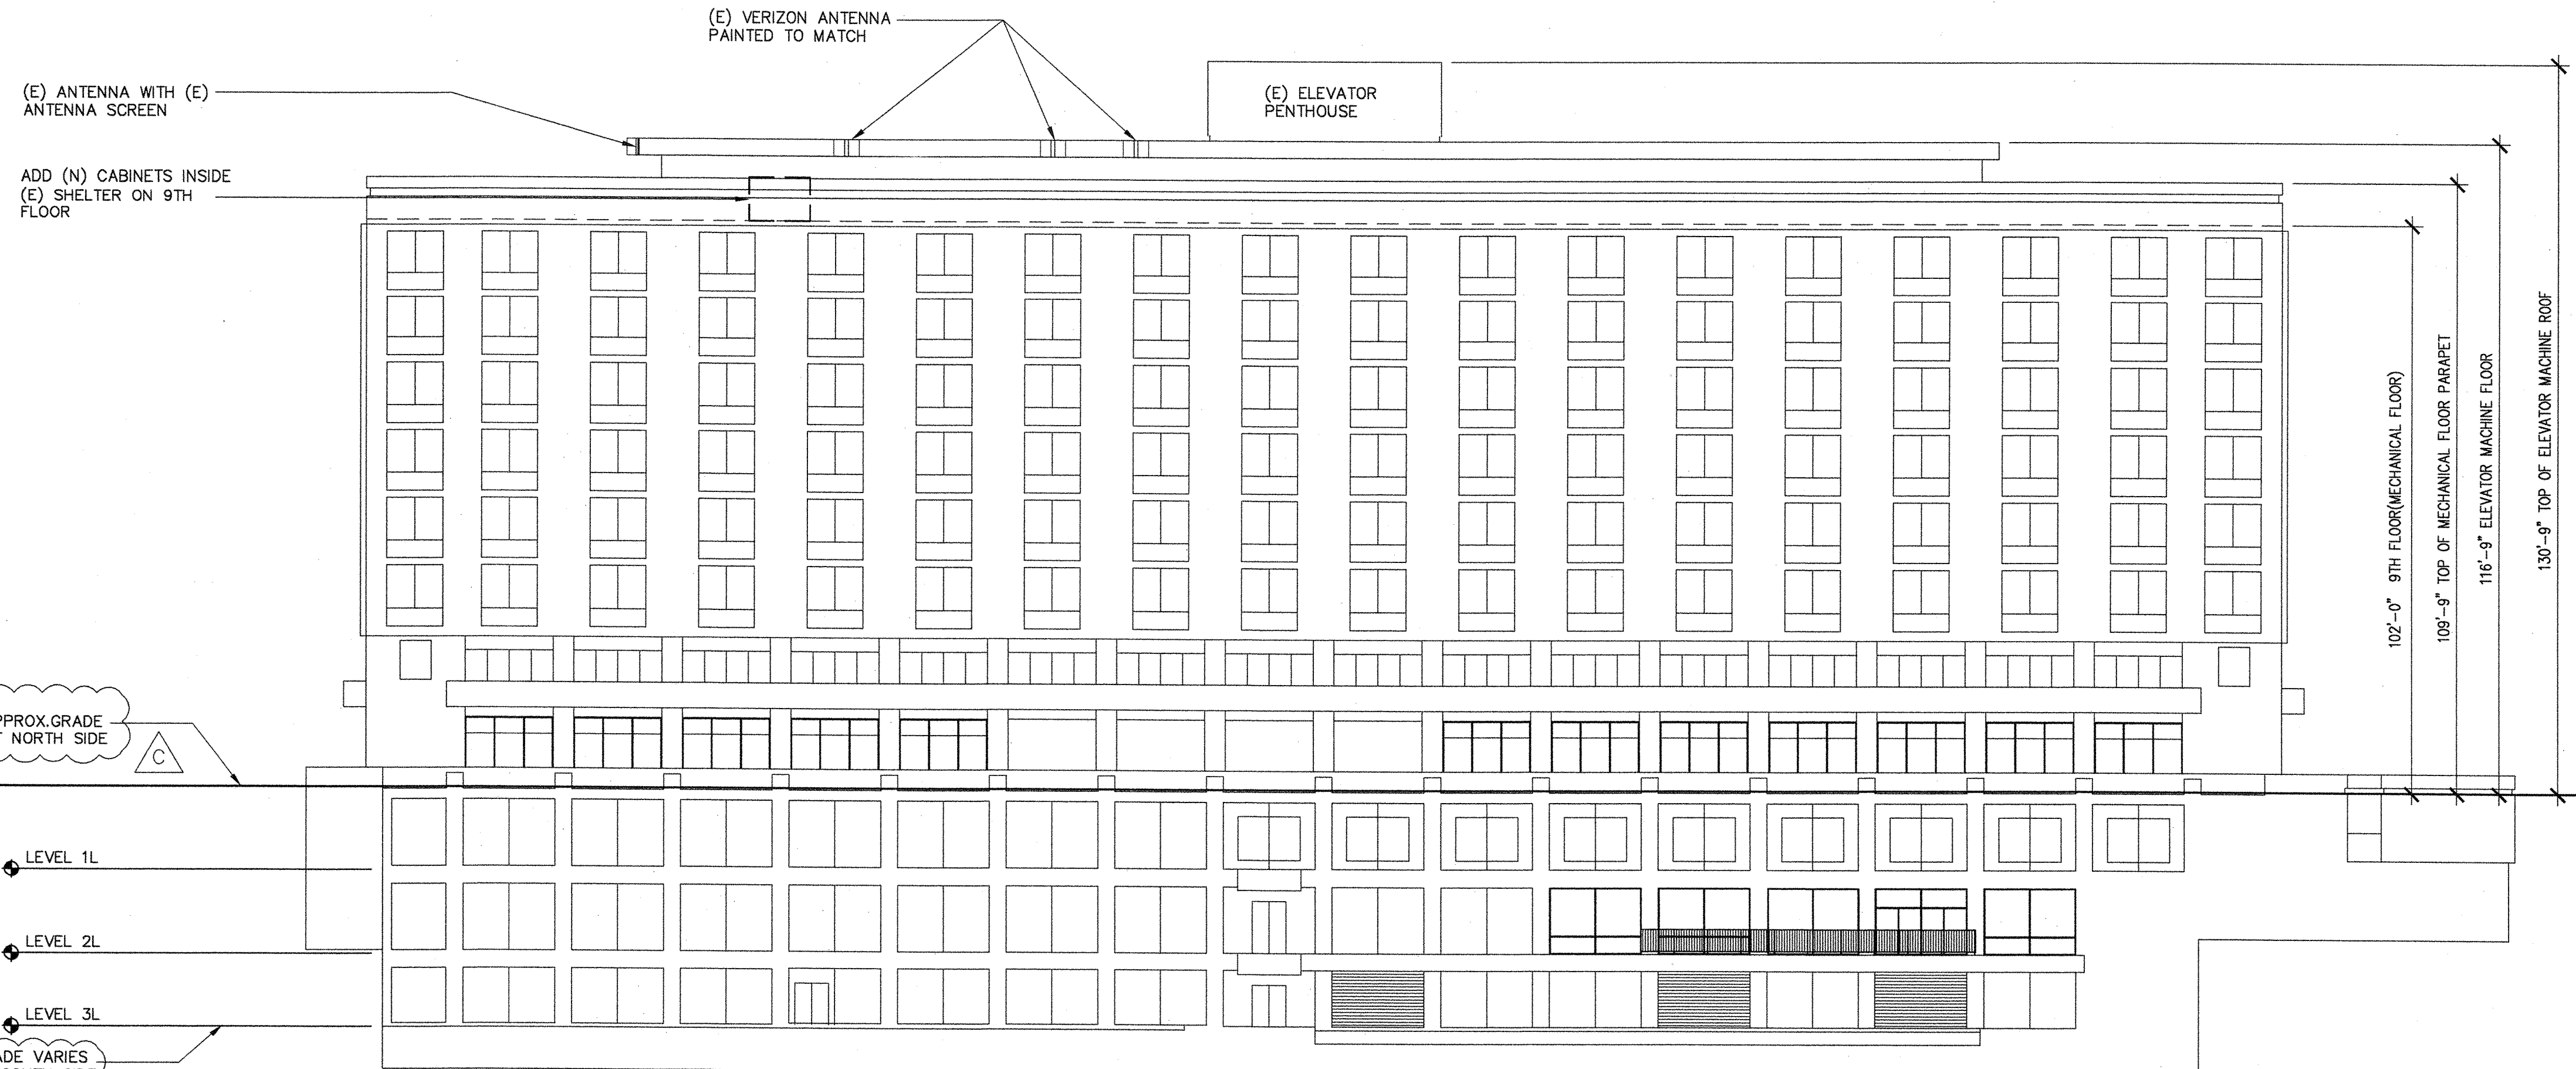 (E) VERIZON ANTENNA
PAINTED TO MATCH
(E) ANTENNA WITH (E)
ANTENNA SCREEN
(E) ELEVATOR
PENTHOUSE
ADD (N) CABINETS INSIDE
(E) SHELTER ON 9TH
FLOOR
102'-0" 9TH FLOOR(MECHANICAL FLOOR)
109'-9" TOP OF MECHANICAL FLOOR PARAPET
116'-9" ELEVATOR MACHINE FLOOR
130'-9" TOP OF ELEVATOR MACHINE ROOF
PPROX.GRADE
T NORTH SIDE
C
LEVEL 1L
LEVEL 2L
LEVEL 3L
ADE VARIES